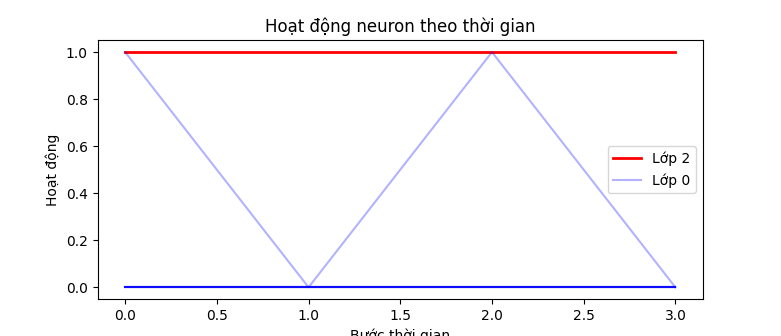 Hoạt động neuron theo thời gian
1.0
0.8
0.6
0.4
0.2
0.0
Hoạt động
Lớp 2
Lớp 0
0.0 0.5 1.0 1.5 2.0 2.5 3.0
Bước thời gian